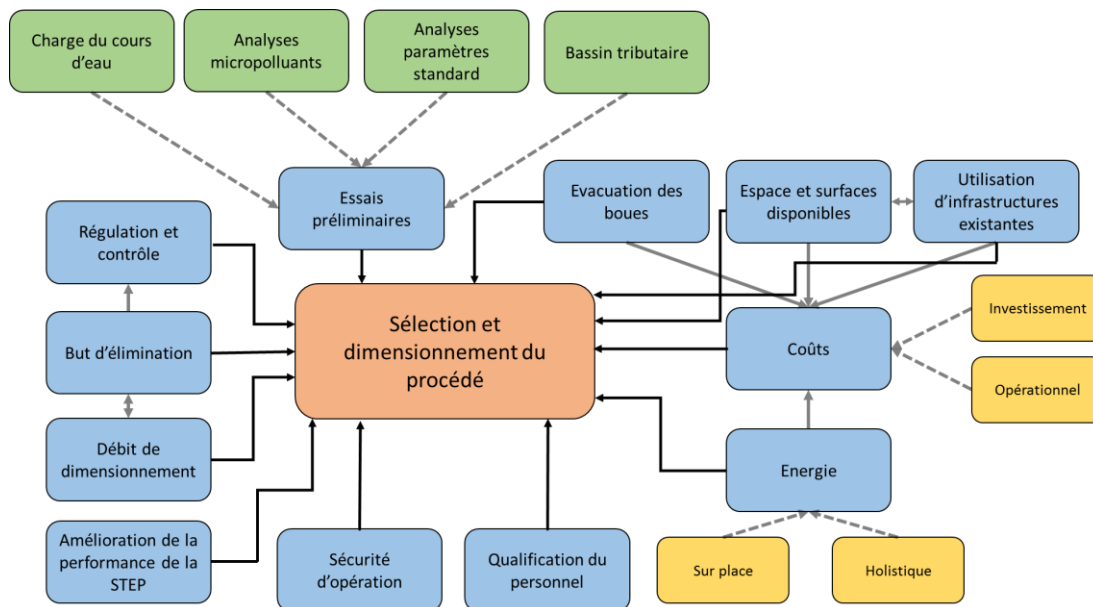 Charge du cours
d'eau
Analyses
micropolluants
Analyses
paramètres
standard
Bassin tributaire
Essais
préliminaires
Evacuation des
boues
Espace et surfaces
disponibles
Utilisation
d'infrastructures
existantes
Régulation et
contrôle
But d'élimination
Débit de
dimensionnement
Amélioration de la
performance de la
STEP
Sélection et
dimensionnement du
procédé
Coûts
Investissement
Opérationnel
Energie
Sécurité
d'opération
Qualification du
personnel
Sur place
Holistique